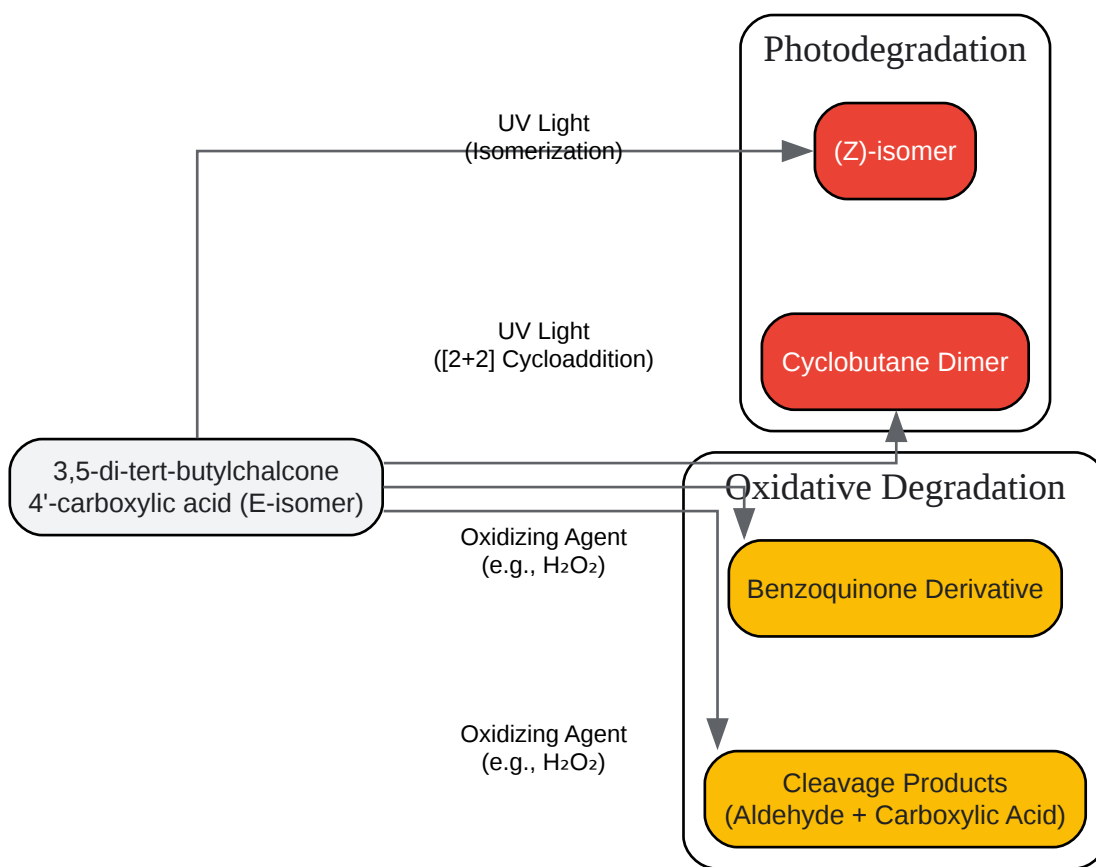 Photodegradation
UV Light
(Isomerization)
(Z)-isomer
UV Light
([2+2] Cycloaddition)
Cyclobutane Dimer
3,5-di-tert-butylchalcone
4'-carboxylic acid (E-isomer)
Oxidative Degradation
Oxidizing Agent
(e.g., H₂O₂)
Benzoquinone Derivative
Oxidizing Agent
(e.g., H₂O₂)
Cleavage Products
(Aldehyde + Carboxylic Acid)